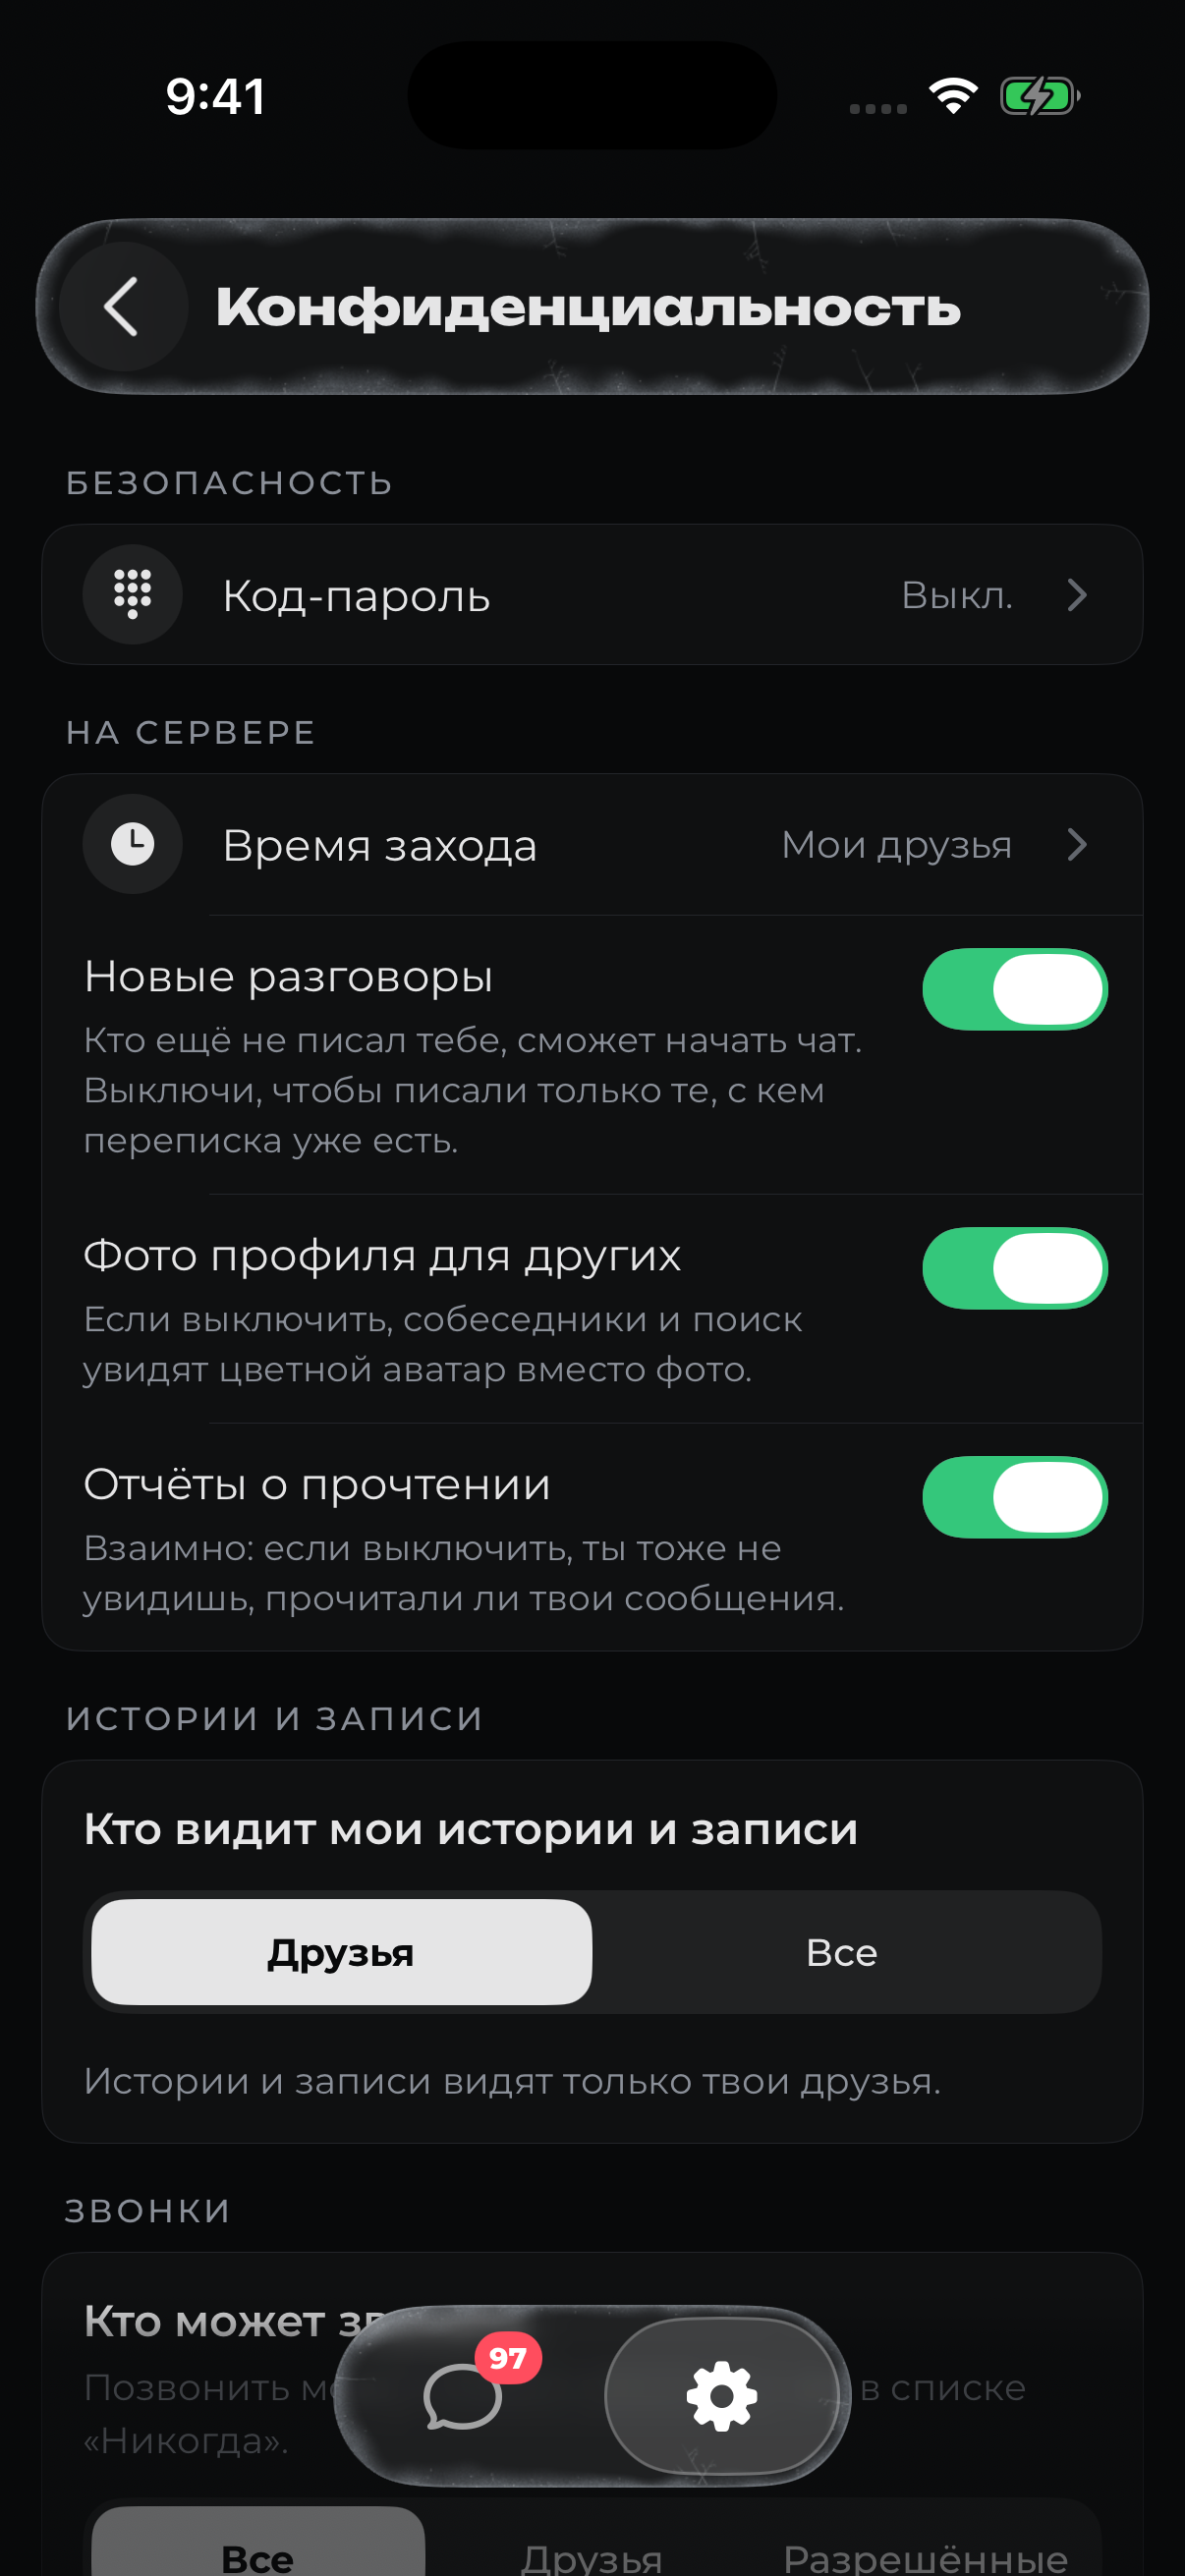 9:41
Конфиденциальность
БЕЗОПАСНОСТЬ
Код-пароль
Выкл.
НА СЕРВЕРЕ
Время захода
Мои друзья
Новые разговоры
Кто ещё не писал тебе, сможет начать чат.
Выключи, чтобы писали только те, с кем
переписка уже есть.
Фото профиля для других
Если выключить, собеседники и поиск
увидят цветной аватар вместо фото.
Отчёты о прочтении
Взаимно: если выключить, ты тоже не
увидишь, прочитали ли твои сообщения.
ИСТОРИИ И ЗАПИСИ
Кто видит мои истории и записи
Друзья
Все
Истории и записи видят только твои друзья.
ЗВОНКИ
Кто может
Позвонить
в списке
«Никогда».
97
Все
Друзья
Разрешённые